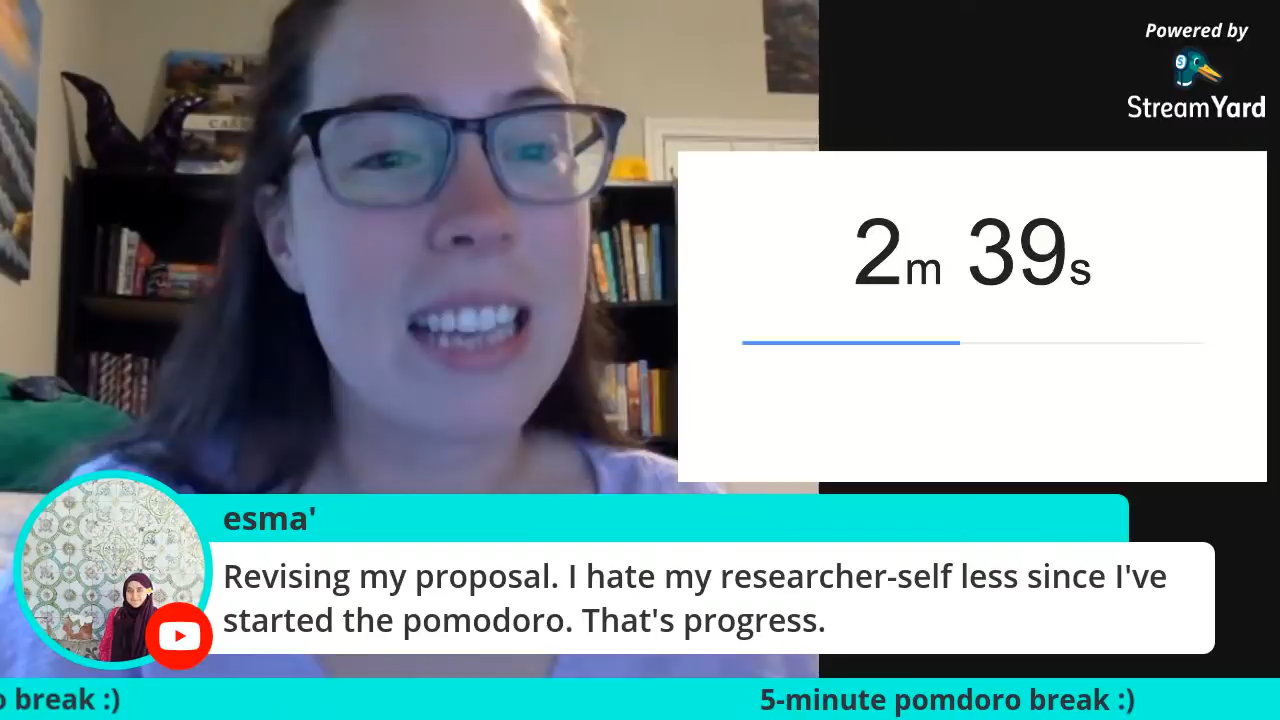 Powered by
StreamYard
2m 39s
esma'
Revising my proposal. I hate my researcher-self less since I've
started the pomodoro. That's progress.
o break :)
5-minute pomdoro break :)